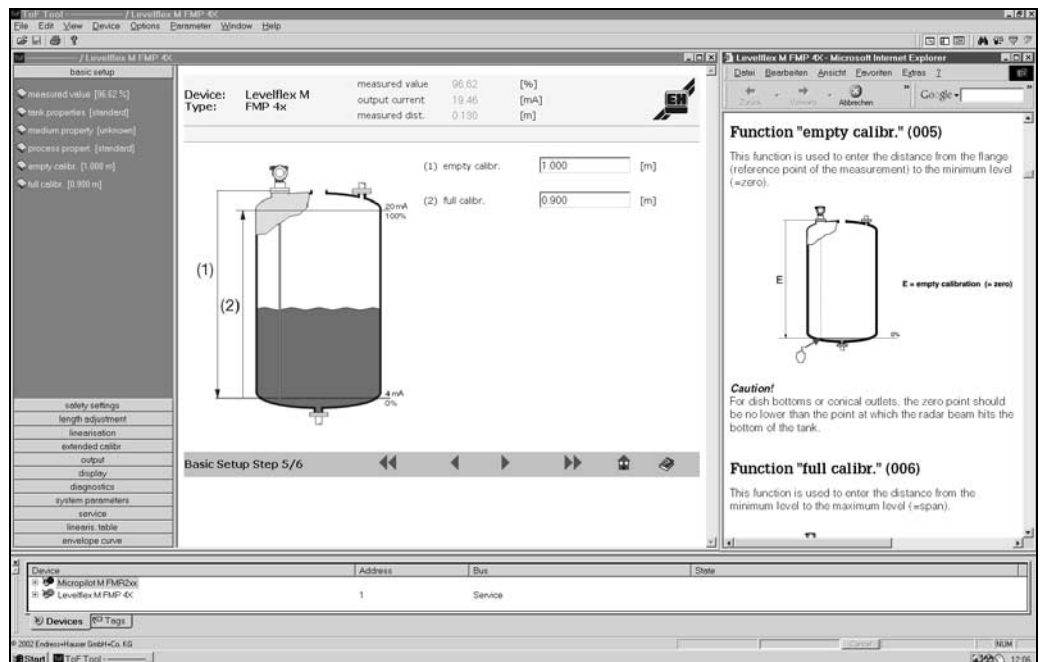 ToF Tool - / Levelflex M FMP 4X
File Edit View Device Options Parameter Window Help
/ Levelflex M FMP 4X
basic setup
measured value [96.62 %]
tank properties [standard]
medium property [unknown]
process propert. [standard]
empty calibr. [1.000 m]
full calibr. [0.900 m]
safety settings
length adjustment
linearisation
extended calibr.
output
display
diagnostics
system parameters
service
linearis. table
envelope curve
Device: Levelflex M
Type: FMP 4x
measured value 96.62 [%]
output current 19.46 [mA]
measured dist. 0.130 [m]
EH
(1) empty calibr. 1.000 [m]
(2) full calibr. 0.900 [m]
20 mA
100%
(1)
(2)
4 mA
0%
Basic Setup Step 5/6
Levelflex M FMP 4X - Microsoft Internet Explorer
Datei Bearbeiten Ansicht Favoriten Extras ?
Zurück Vorwärts Abbrechen Google
Function "empty calibr." (005)
This function is used to enter the distance from the flange
(reference point of the measurement) to the minimum level
(=zero).
E
E = empty calibration (= zero)
0%
Caution!
For dish bottoms or conical outlets, the zero point should
be no lower than the point at which the radar beam hits the
bottom of the tank.
Function "full calibr." (006)
This function is used to enter the distance from the
minimum level to the maximum level (=span).
Device Address Bus State
Micropilot M FMR2xx
Levelflex M FMP 4X 1 Service
Devices Tags
© 2002 Endress+Hauser GmbH+Co. KG
Cancel
NUM
Start ToF Tool - 12:06